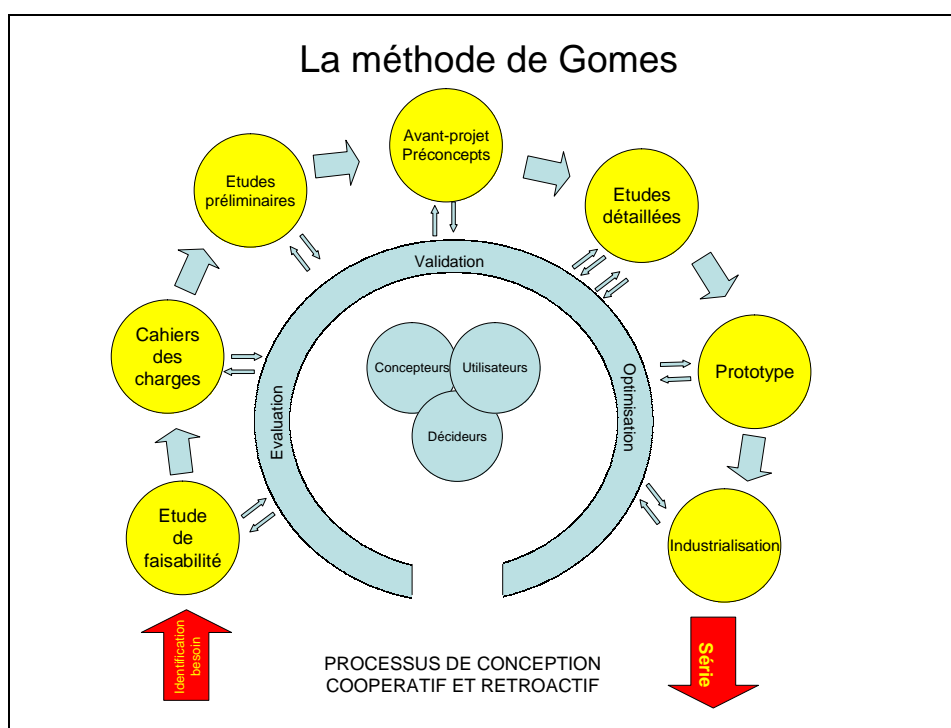 La méthode de Gomes
Avant-projet
Préconcepts
Etudes
préliminaires
Etudes
détaillées
Validation
Cahiers
des
charges
Concepteurs
Utilisateurs
Décideurs
Evaluation
Optimisation
Prototype
Etude
de
faisabilité
Industrialisation
Identification
besoin
PROCESSUS DE CONCEPTION
COOPERATIF ET RETROACTIF
Série